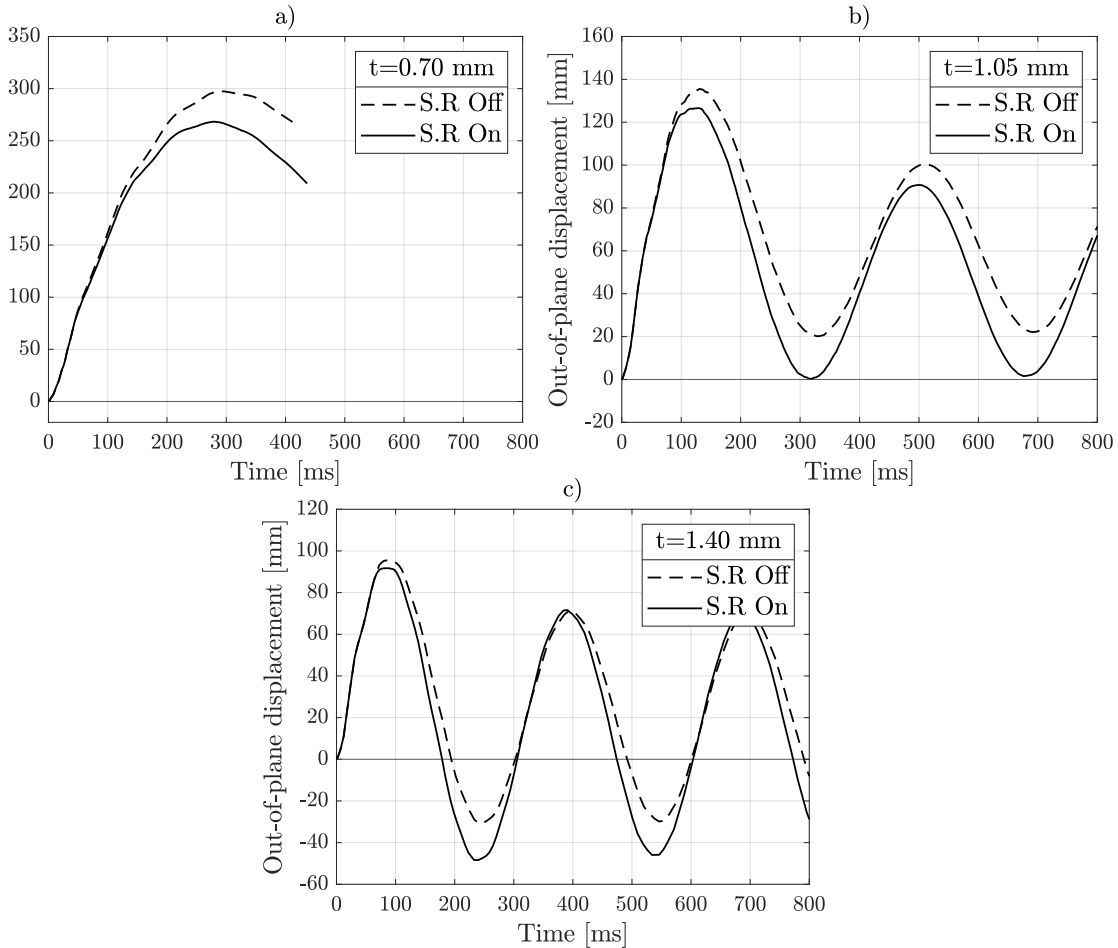 a)
350
300
250
200
150
100
50
0
t=0.70 mm
S.R Off
S.R On
0 100 200 300 400 500 600 700 800
Time [ms]
b)
Out-of-plane displacement [mm]
160
140
120
100
80
60
40
20
0
-20
t=1.05 mm
S.R Off
S.R On
0 100 200 300 400 500 600 700 800
Time [ms]
c)
Out-of-plane displacement [mm]
120
100
80
60
40
20
0
-20
-40
-60
t=1.40 mm
S.R Off
S.R On
0 100 200 300 400 500 600 700 800
Time [ms]